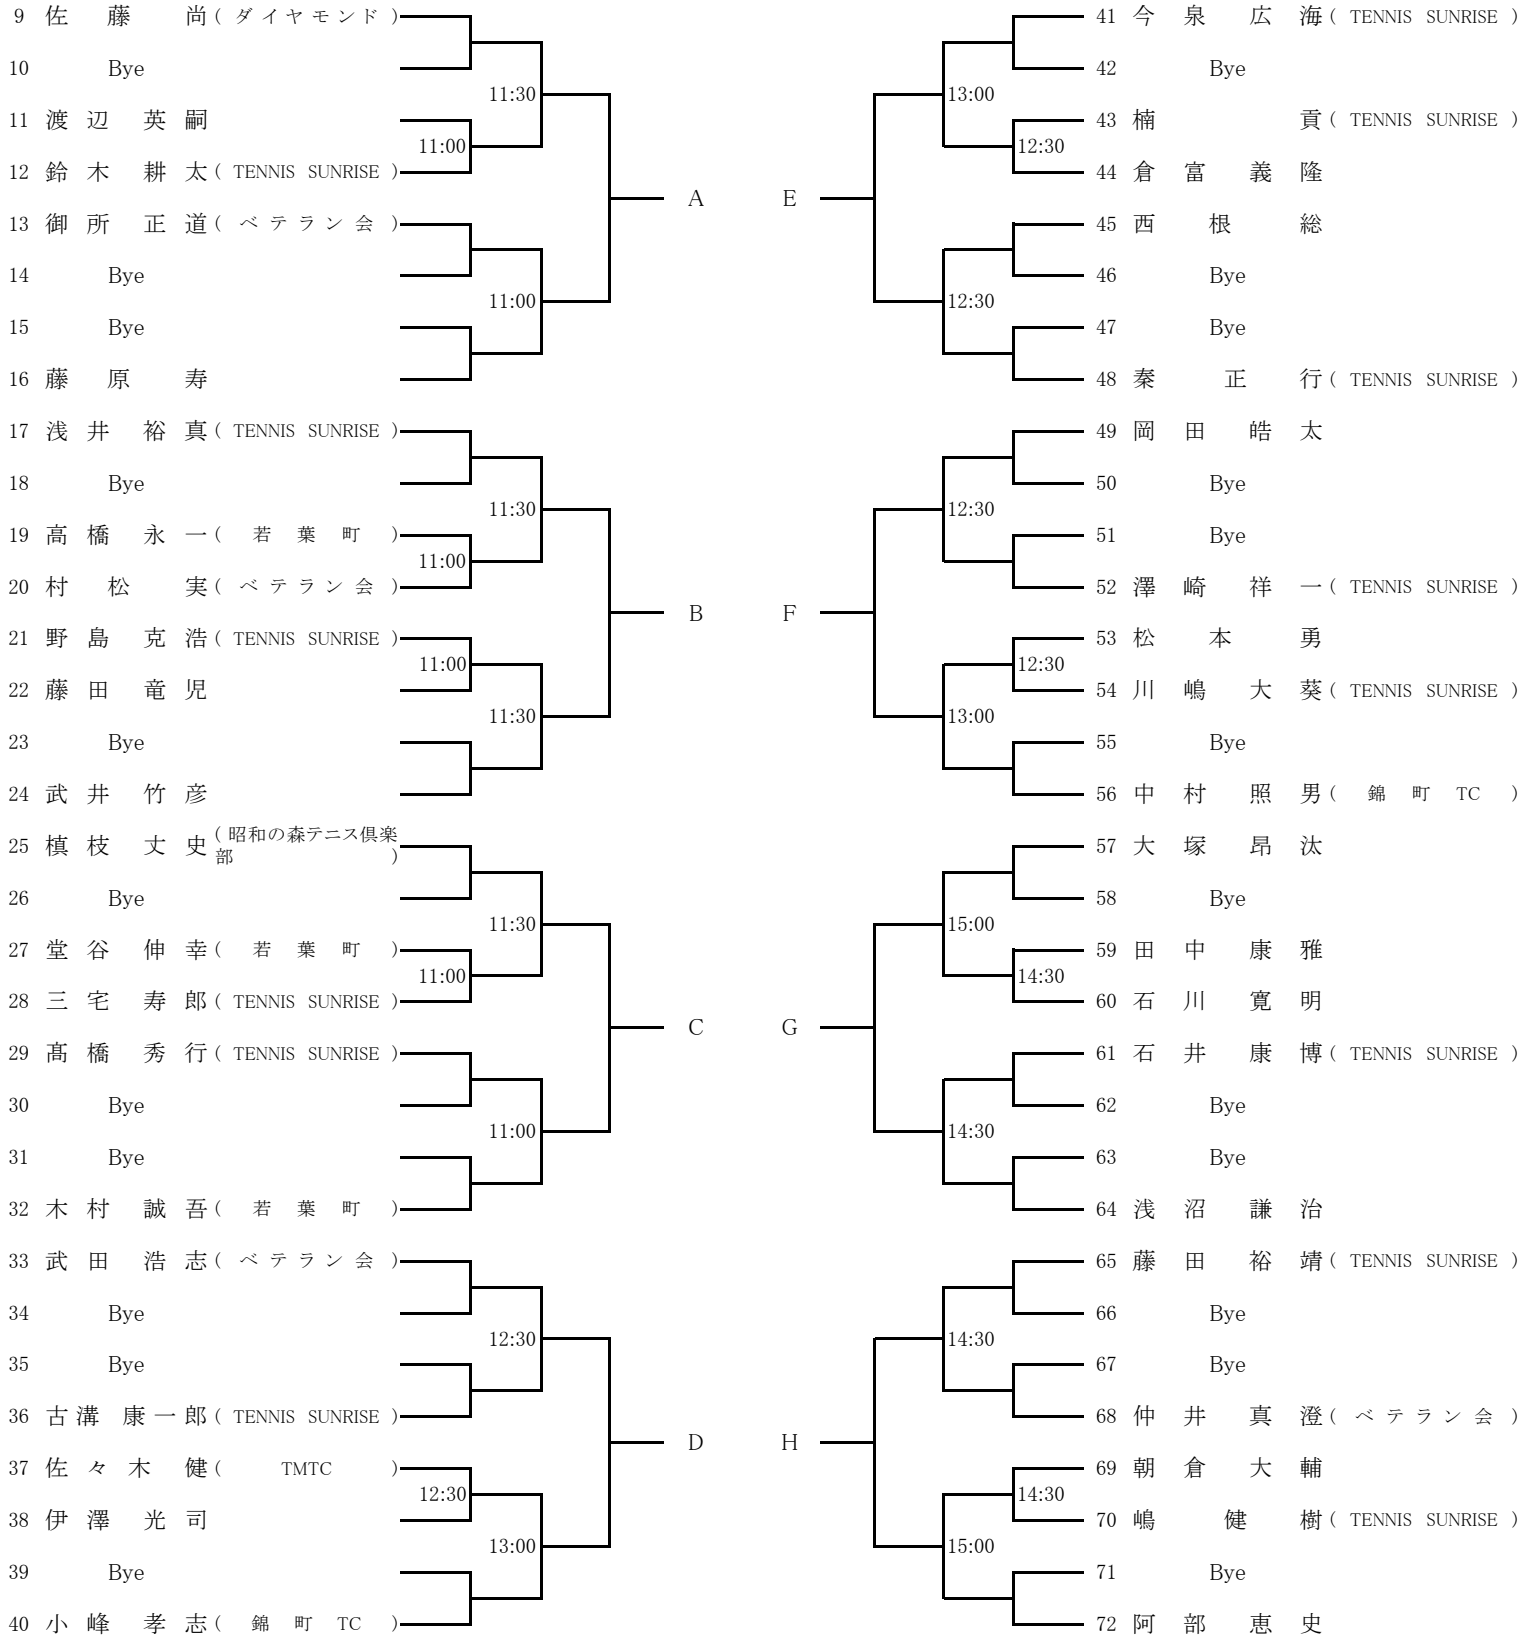 9 佐藤 尚 ( ダイヤモンド )
10 Bye
11:30
11 渡辺 英嗣
11:00
12 鈴木 耕太 ( TENNIS SUNRISE )
A
13 御所 正道 ( ベテラン会 )
14 Bye
11:00
15 Bye
16 藤原 寿
17 浅井 裕真 ( TENNIS SUNRISE )
18 Bye
11:30
19 高橋 永一 ( 若葉町 )
11:00
20 村松 実 ( ベテラン会 )
B
21 野島 克浩 ( TENNIS SUNRISE )
11:00
22 藤田 竜児
11:30
23 Bye
24 武井 竹彦
25 槙枝 丈史 ( 昭和の森テニス倶楽
部 )
26 Bye
11:30
27 堂谷 伸幸 ( 若葉町 )
11:00
28 三宅 寿郎 ( TENNIS SUNRISE )
C
29 髙橋 秀行 ( TENNIS SUNRISE )
30 Bye
11:00
31 Bye
32 木村 誠吾 ( 若葉町 )
33 武田 浩志 ( ベテラン会 )
34 Bye
12:30
35 Bye
36 古溝 康一郎 ( TENNIS SUNRISE )
D
37 佐々木 健 ( TMTC )
12:30
38 伊澤 光司
13:00
39 Bye
40 小峰 孝志 ( 錦町TC )
41 今泉 広海 ( TENNIS SUNRISE )
42 Bye
13:00
43 楠 貢 ( TENNIS SUNRISE )
12:30
44 倉富 義隆
E
45 西根 総
46 Bye
12:30
47 Bye
48 秦 正行 ( TENNIS SUNRISE )
49 岡田 皓太
50 Bye
12:30
51 Bye
52 澤崎 祥一 ( TENNIS SUNRISE )
F
53 松本 勇
12:30
54 川嶋 大葵 ( TENNIS SUNRISE )
13:00
55 Bye
56 中村 照男 ( 錦町TC )
57 大塚 昂汰
58 Bye
15:00
59 田中 康雅
14:30
60 石川 寛明
G
61 石井 康博 ( TENNIS SUNRISE )
62 Bye
14:30
63 Bye
64 浅沼 謙治
65 藤田 裕靖 ( TENNIS SUNRISE )
66 Bye
14:30
67 Bye
68 仲井 真澄 ( ベテラン会 )
H
69 朝倉 大輔
14:30
70 嶋 健樹 ( TENNIS SUNRISE )
15:00
71 Bye
72 阿部 恵史